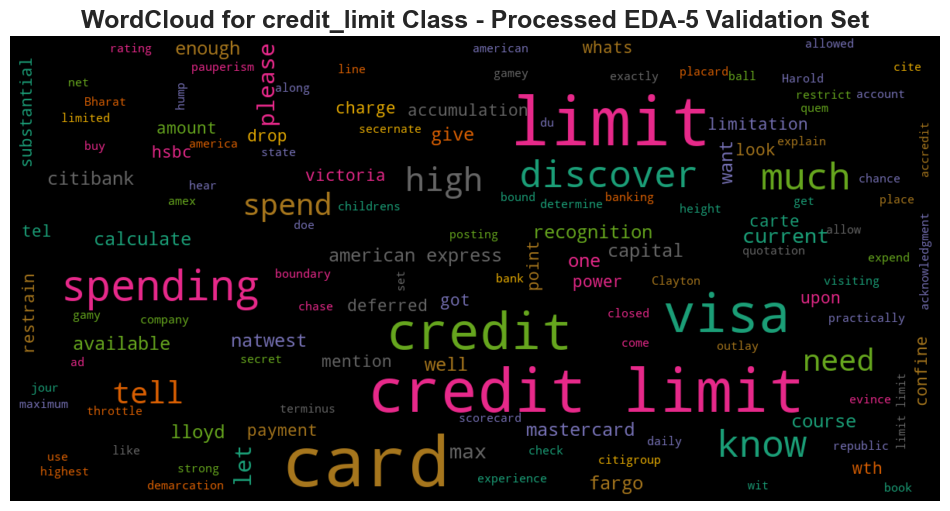 WordCloud for credit_limit Class - Processed EDA-5 Validation Set
rating
enough
please
whats
american
allowed
substantial
net
pauperism
hump
along
line
gamey
exactly
placard
ball
Harold
cite
Bharat
limited
amount
charge
accumulation
limit
restrict
quem
account
buy
hsbc
america
drop
state
secernate
give
du
limitation
want
look
explain
accredit
citibank
hear
amex
victoria
high
discover
bound
determine
banking
much
height
get
chance
place
spend
childrens
tel
calculate
doe
posting
recognition
carte
current
allow
american express
point
capital
quotation
expend
acknowledgment
restrain
spending
boundary
set
bank
one
power
Clayton
visiting
gamy
company
chase
deferred
got
closed
visa
upon
practically
available
natwest
credit
come
outlay
ad
secret
mention
well
need
confine
jour
maximum
throttle
tell
credit limit
evince
limit limit
terminus
scorecard
lloyd
payment
card
mastercard
daily
know
course
republic
use
highest
like
strong
demarcation
let
max
check
citigroup
experience
fargo
wit
wth
book